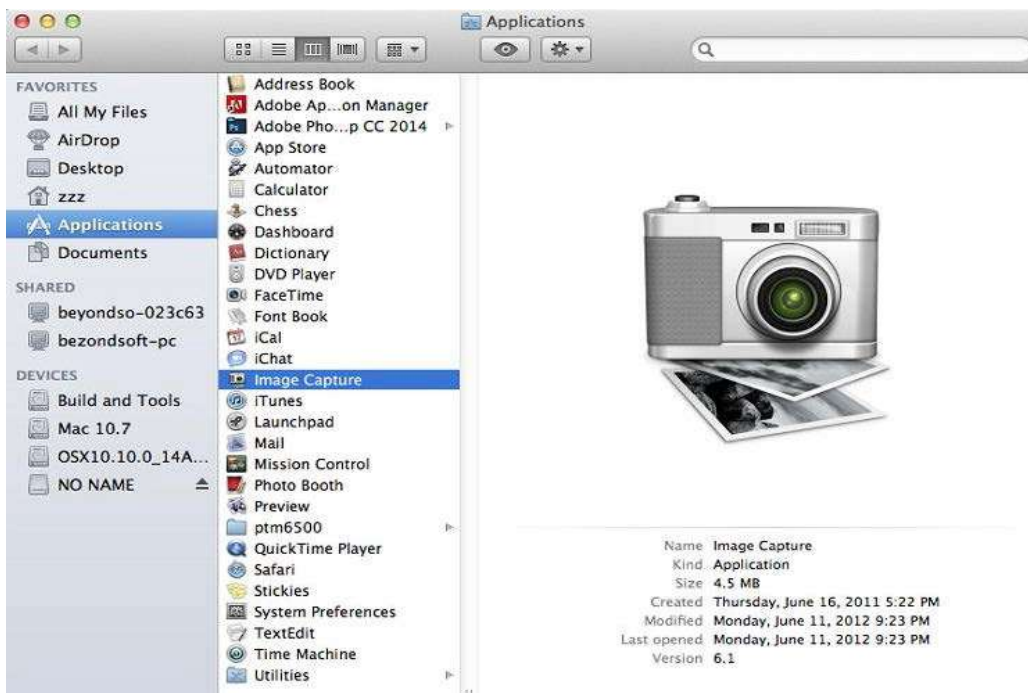 Applications
FAVORITES
All My Files
AirDrop
Desktop
zzz
Applications
Documents
SHARED
beyondso-023c63
bezondsoft-pc
DEVICES
Build and Tools
Mac 10.7
OSX10.10.0_14A...
NO NAME
Address Book
Adobe Ap...on Manager
Adobe Pho...p CC 2014
App Store
Automator
Calculator
Chess
Dashboard
Dictionary
DVD Player
FaceTime
Font Book
iCal
iChat
Image Capture
iTunes
Launchpad
Mail
Mission Control
Photo Booth
Preview
ptm6500
QuickTime Player
Safari
Stickies
System Preferences
TextEdit
Time Machine
Utilities
Name Image Capture
Kind Application
Size 4.5 MB
Created Thursday, June 16, 2011 5:22 PM
Modified Monday, June 11, 2012 9:23 PM
Last opened Monday, June 11, 2012 9:23 PM
Version 6.1